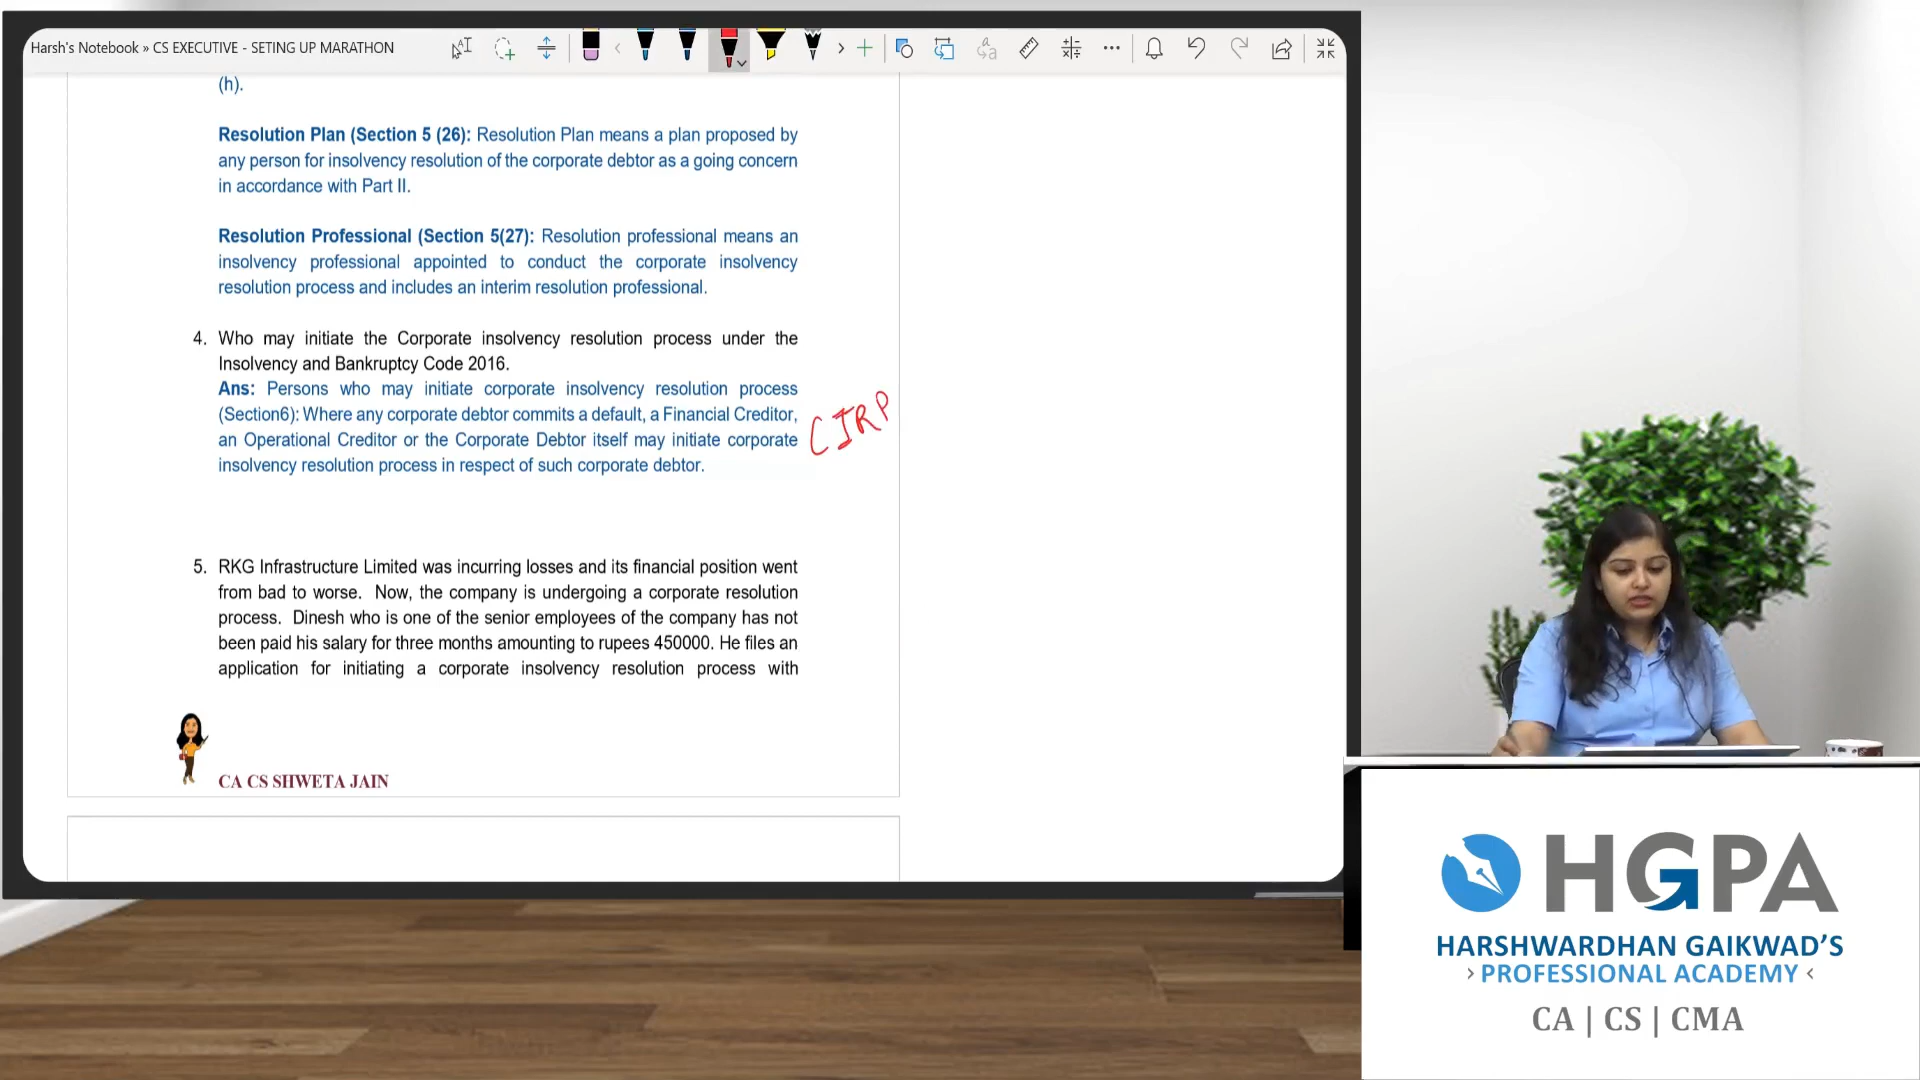 Harsh's Notebook » CS EXECUTIVE - SETING UP MARATHON
(h).
Resolution Plan (Section 5 (26): Resolution Plan means a plan proposed by
any person for insolvency resolution of the corporate debtor as a going concern
in accordance with Part II.
Resolution Professional (Section 5(27): Resolution professional means an
insolvency professional appointed to conduct the corporate insolvency
resolution process and includes an interim resolution professional.
4. Who may initiate the Corporate insolvency resolution process under the
Insolvency and Bankruptcy Code 2016.
Ans: Persons who may initiate corporate insolvency resolution process
(Section6): Where any corporate debtor commits a default, a Financial Creditor,
an Operational Creditor or the Corporate Debtor itself may initiate corporate
insolvency resolution process in respect of such corporate debtor.
CIRP
5. RKG Infrastructure Limited was incurring losses and its financial position went
from bad to worse. Now, the company is undergoing a corporate resolution
process. Dinesh who is one of the senior employees of the company has not
been paid his salary for three months amounting to rupees 450000. He files an
application for initiating a corporate insolvency resolution process with
CA CS SHWETA JAIN
HGPA
HARSHWARDHAN GAIKWAD'S
› PROFESSIONAL ACADEMY ‹
CA | CS | CMA